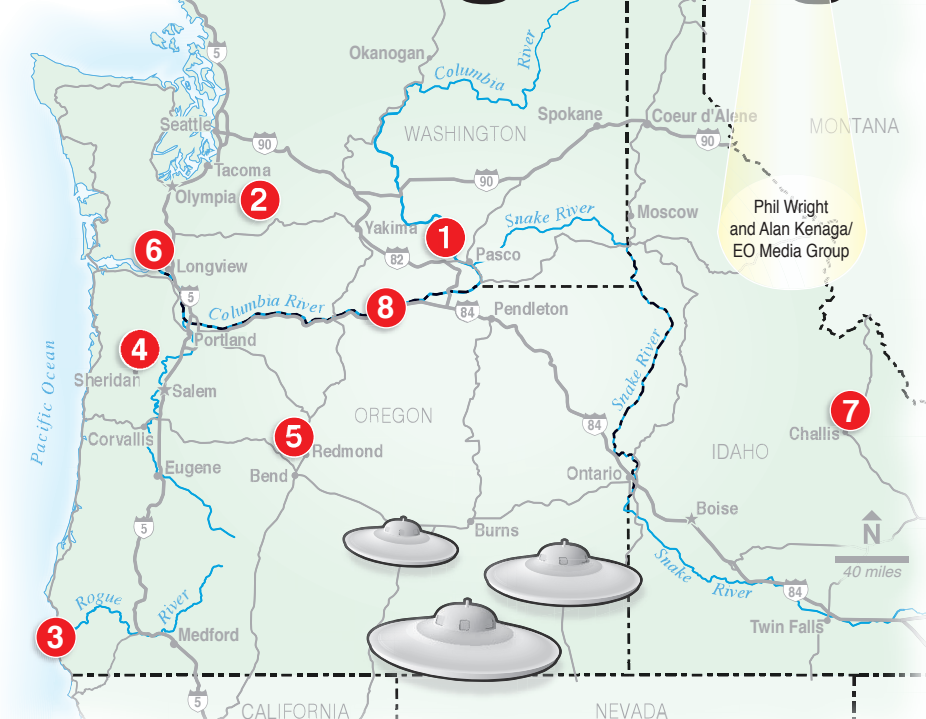 Okanogan
Columbia
River
5
Spokane
Coeur d'Alene
Seattle
WASHINGTON
MONTANA
90
90
Tacoma
90
Olympia
2
Snake River
Moscow
Phil Wright
and Alan Kenaga/
EO Media Group
Yakima
1
6
Pasco
82
Longview
5
Columbia River
8
84
Pendleton
Portland
4
Pacific Ocean
Sheridan
Snake River
Salem
OREGON
7
84
Challis
Corvallis
5
Redmond
IDAHO
Eugene
Bend
Ontario
Boise
5
Burns
N
40 miles
Snake
River
84
Rogue
River
3
Medford
Twin Falls
5
CALIFORNIA
NEVADA